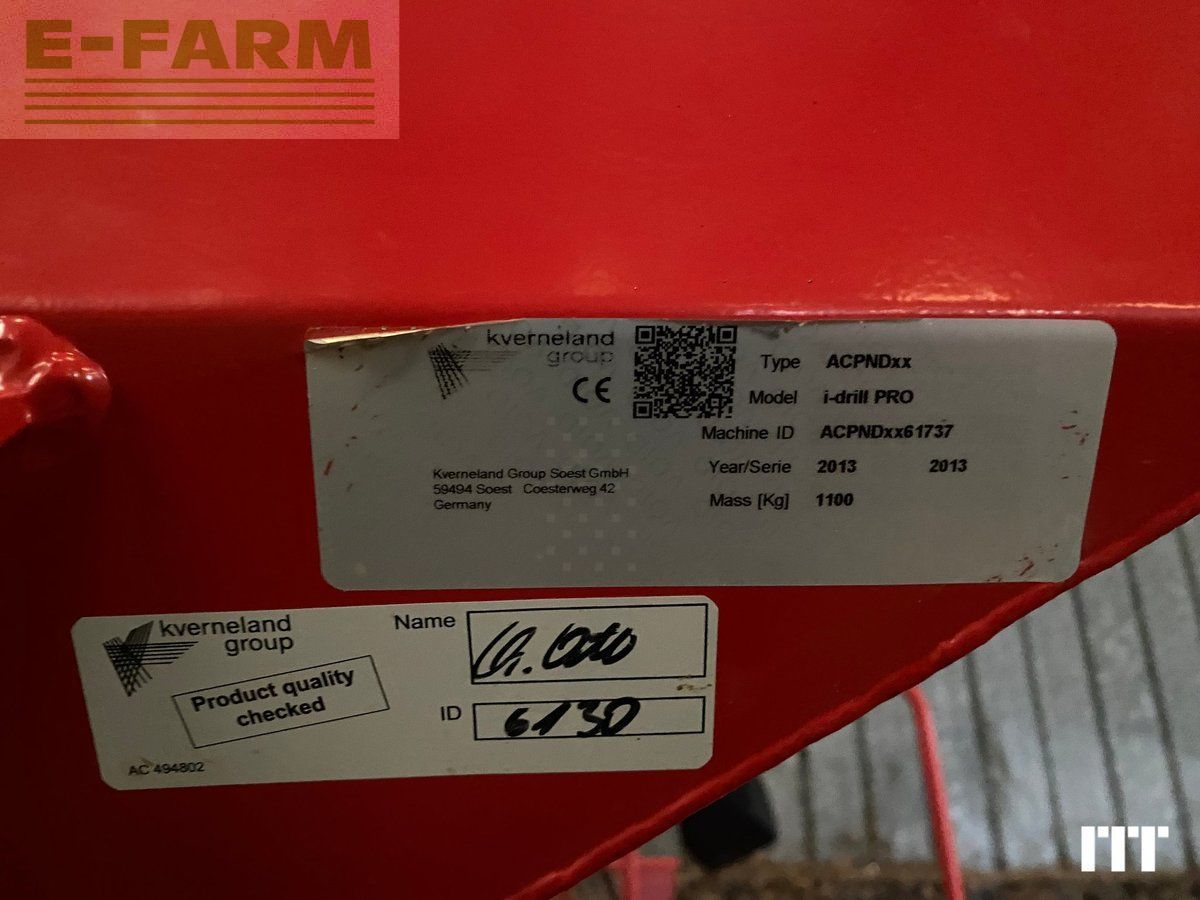 E-FARM
kverneland
group
CE
Type ACPNDxx
Model i-drill PRO
Machine ID ACPNDxx61737
Year/Serie 2013 2013
Mass [Kg] 1100
Kverneland Group Soest GmbH
59494 Soest Coesterweg 42
Germany
kverneland
group
Product quality
checked
AC 494802
Name
ID 6130